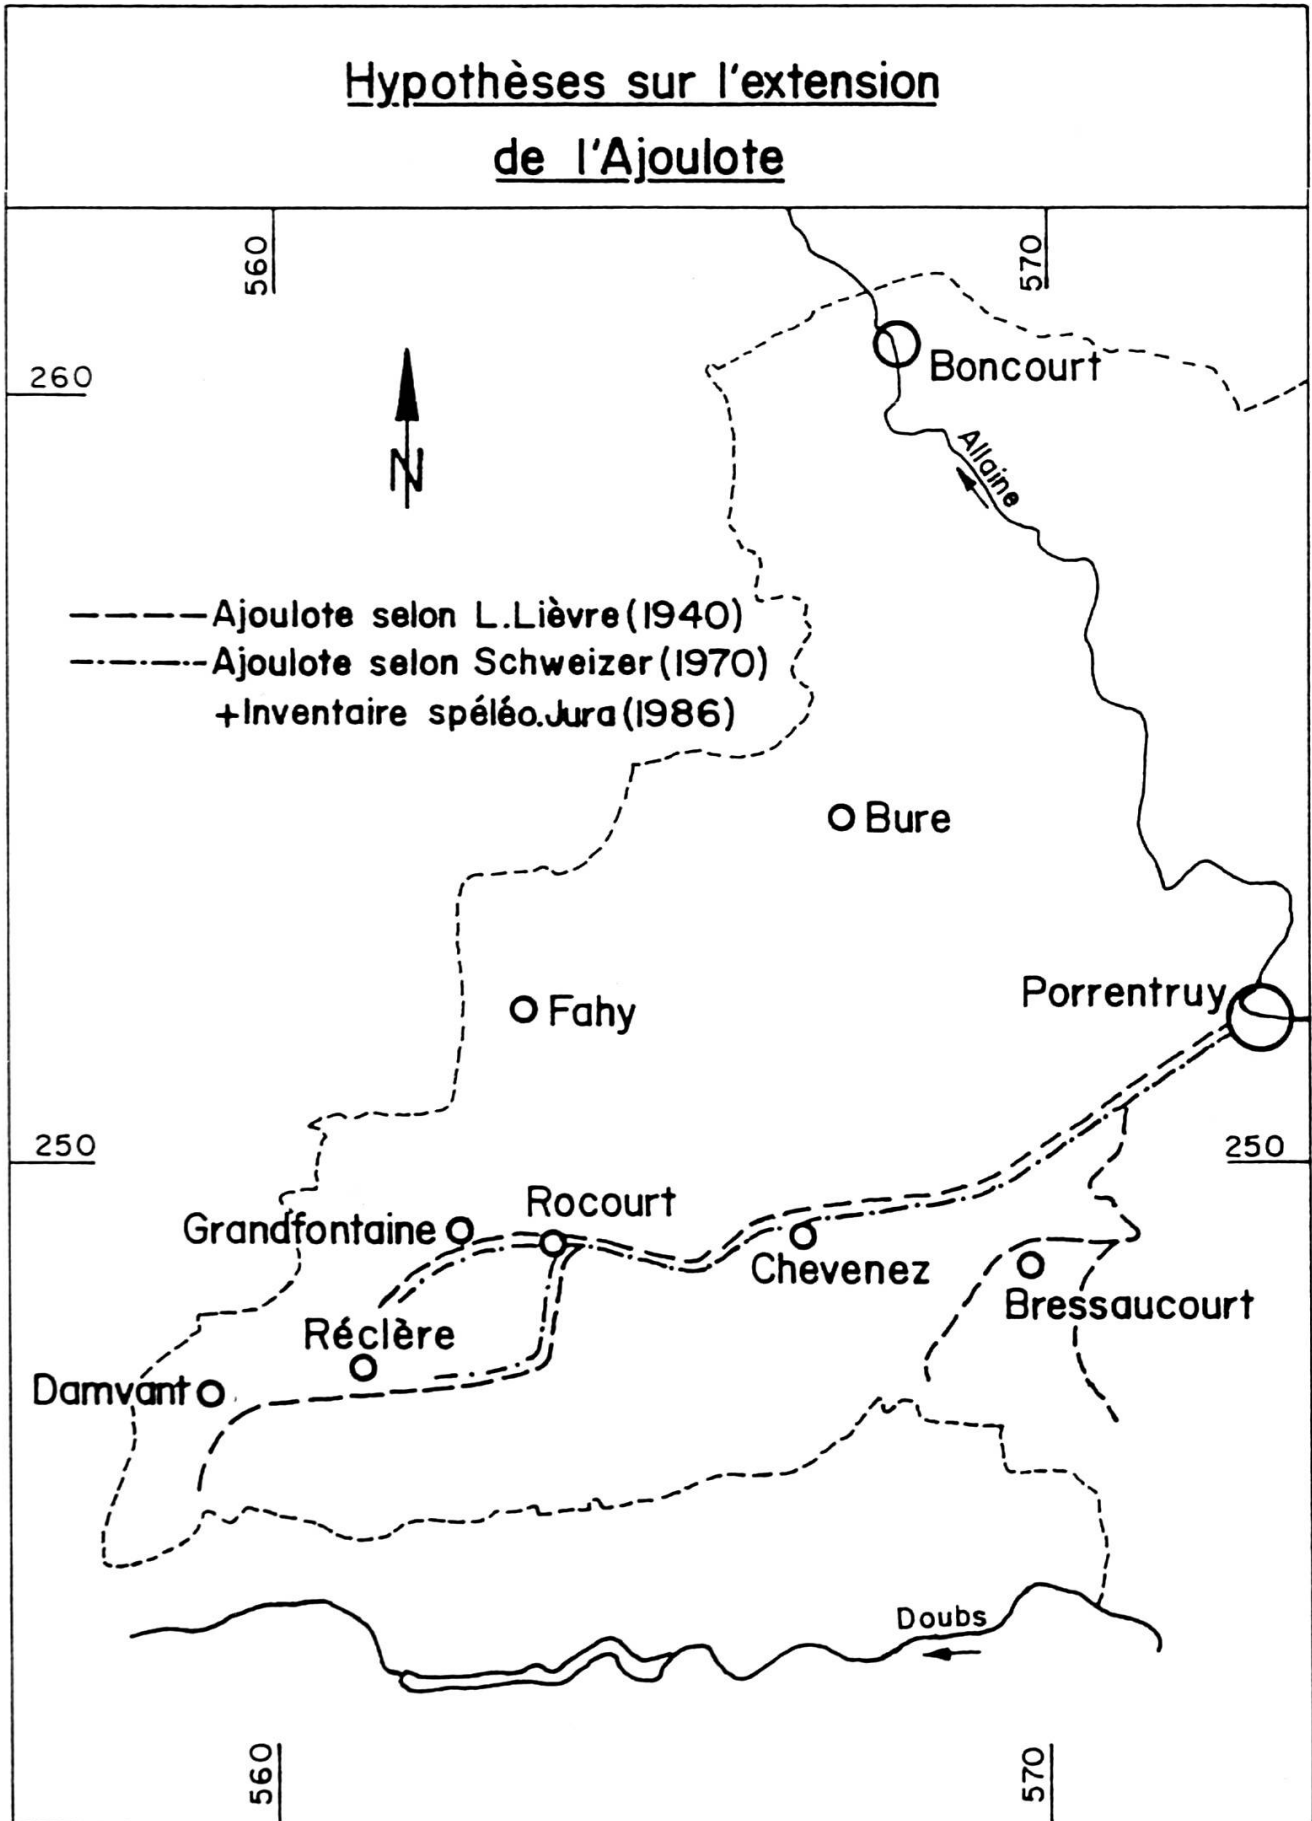 Hypothèses sur l'extension
de l'Ajoulote
560
570
260
N
Boncourt
Allaine
Ajoulote selon L.Lièvre(1940)
Ajoulote selon Schweizer(1970)
+Inventaire spéléo.Jura(1986)
Bure
Fahy
Porrentruy
250
250
Rocourt
Grandfontaine
Chevenez
Bressaucourt
Réclère
Damvant
Doubs
560
570